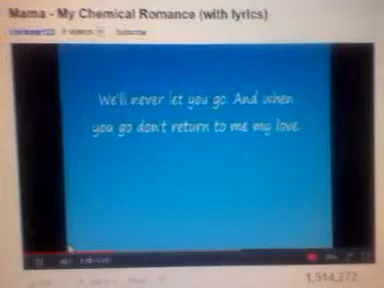 Mama - My Chemical Romance (with lyrics)
Subscribe
We'll never let you go. And when
you go don't return to me my love.
1,914,272